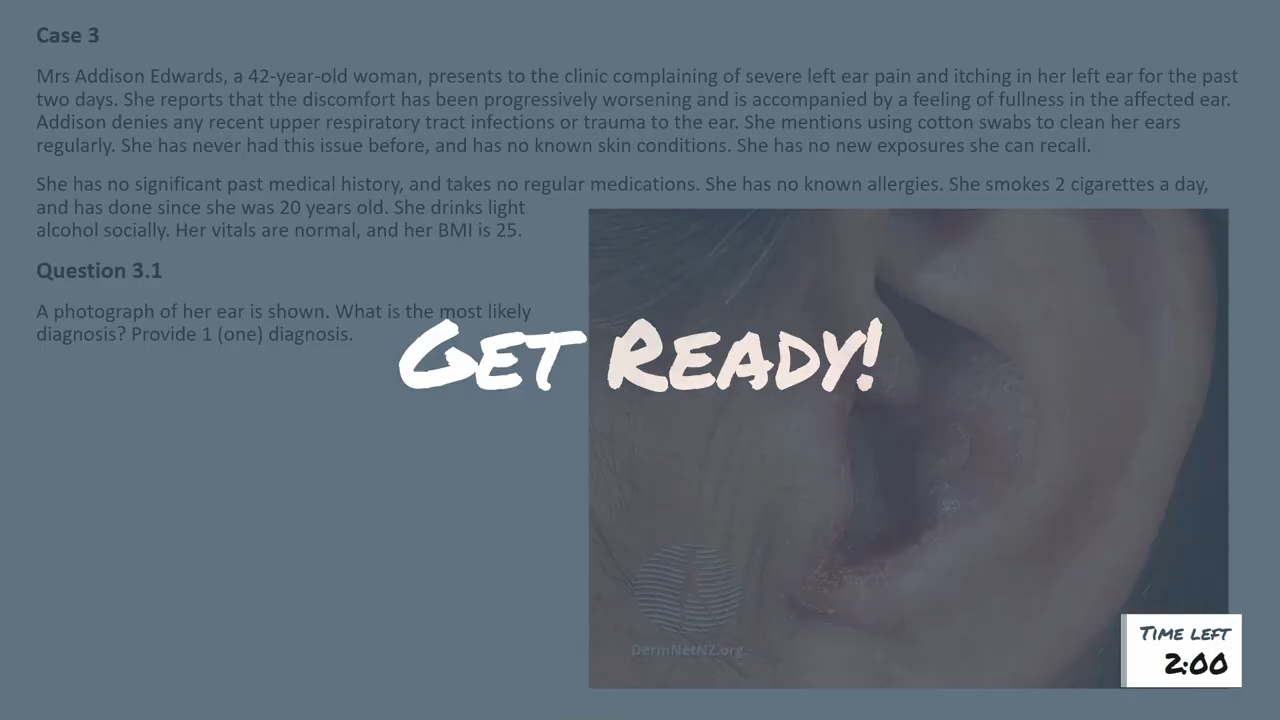 Case 3
Mrs Addison Edwards, a 42-year-old woman, presents to the clinic complaining of severe left ear pain and itching in her left ear for the past
two days. She reports that the discomfort has been progressively worsening and is accompanied by a feeling of fullness in the affected ear.
Addison denies any recent upper respiratory tract infections or trauma to the ear. She mentions using cotton swabs to clean her ears
regularly. She has never had this issue before, and has no known skin conditions. She has no new exposures she can recall.
She has no significant past medical history, and takes no regular medications. She has no known allergies. She smokes 2 cigarettes a day,
and has done since she was 20 years old. She drinks light
alcohol socially. Her vitals are normal, and her BMI is 25.
Question 3.1
A photograph of her ear is shown. What is the most likely
diagnosis? Provide 1 (one) diagnosis.
GET READY!
DermNetNZ.org
TIME LEFT
2:00